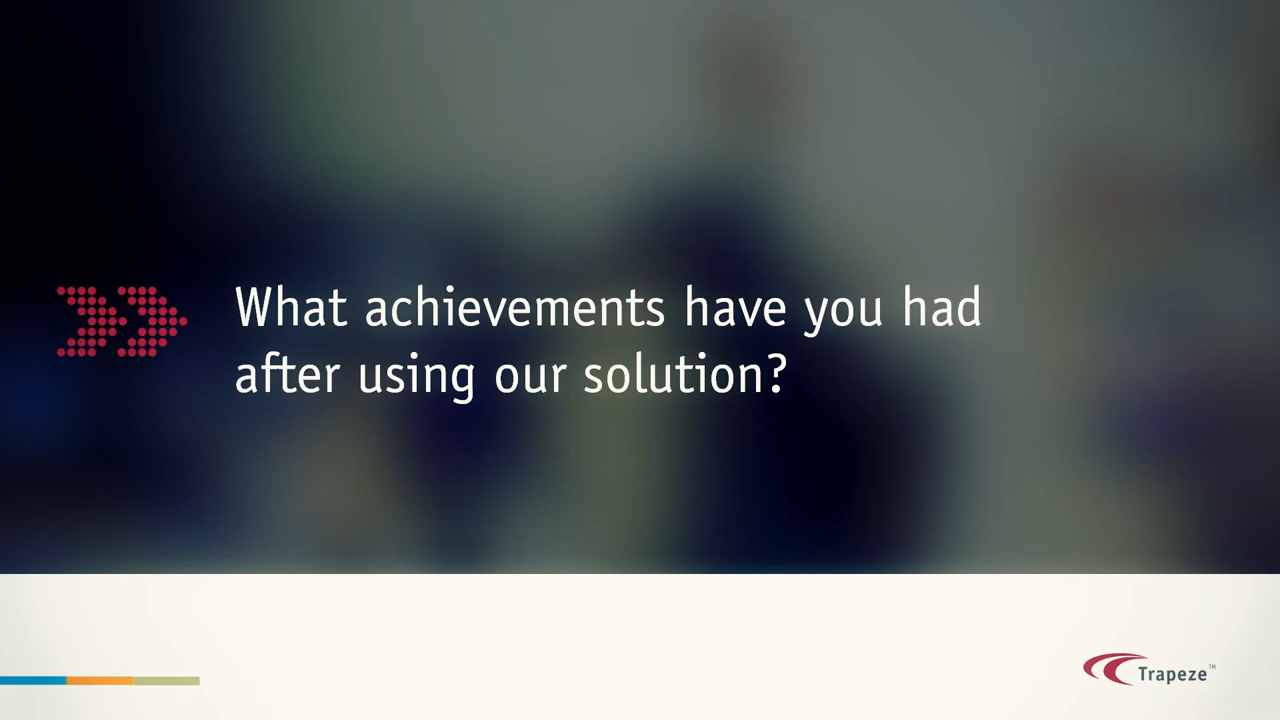 What achievements have you had
after using our solution?
Trapeze™